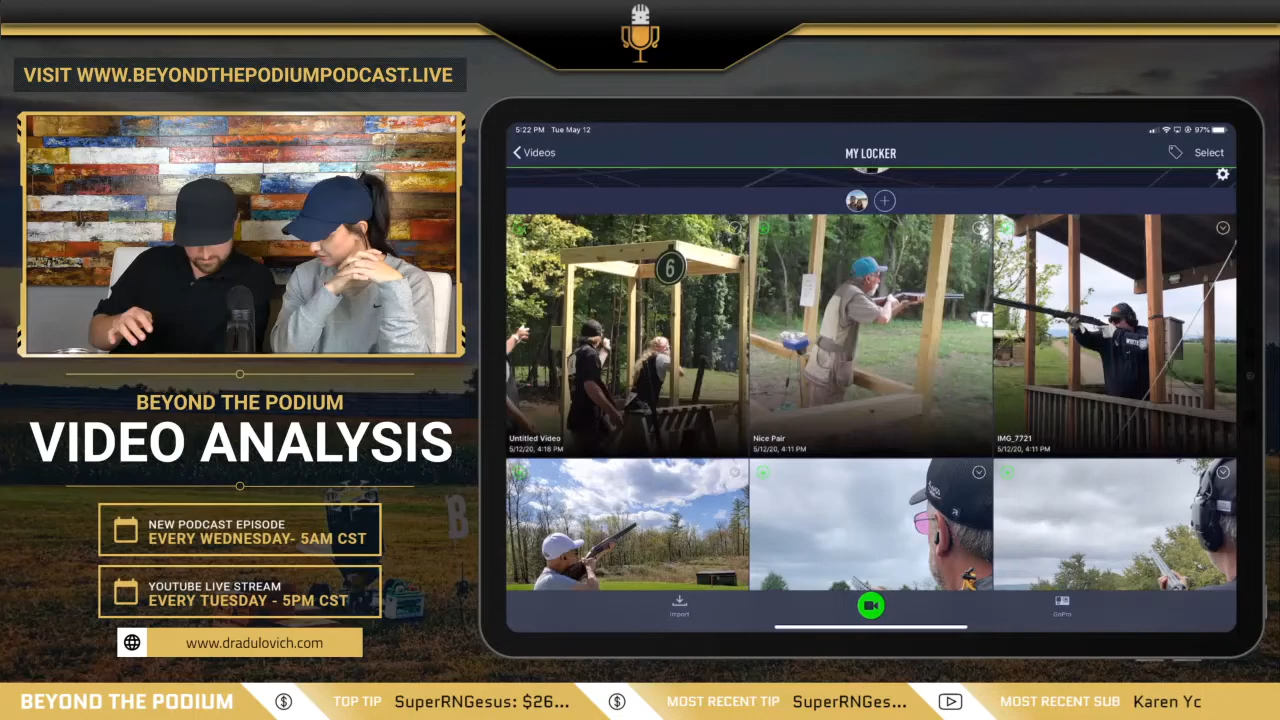 VISIT WWW.BEYONDTHEPODIUMPODCAST.LIVE
BEYOND THE PODIUM
VIDEO ANALYSIS
NEW PODCAST EPISODE
EVERY WEDNESDAY- 5AM CST
YOUTUBE LIVE STREAM
EVERY TUESDAY - 5PM CST
www.dradulovich.com
5:22 PM Tue May 12
97%
Videos
MY LOCKER
Select
6
Untitled Video
5/12/20, 4:18 PM
Nice Pair
5/12/20, 4:11 PM
IMG_7721
5/12/20, 4:11 PM
Import
GoPro
BEYOND THE PODIUM
TOP TIP SuperRNGesus: $26...
MOST RECENT TIP SuperRNGes...
MOST RECENT SUB Karen Yc